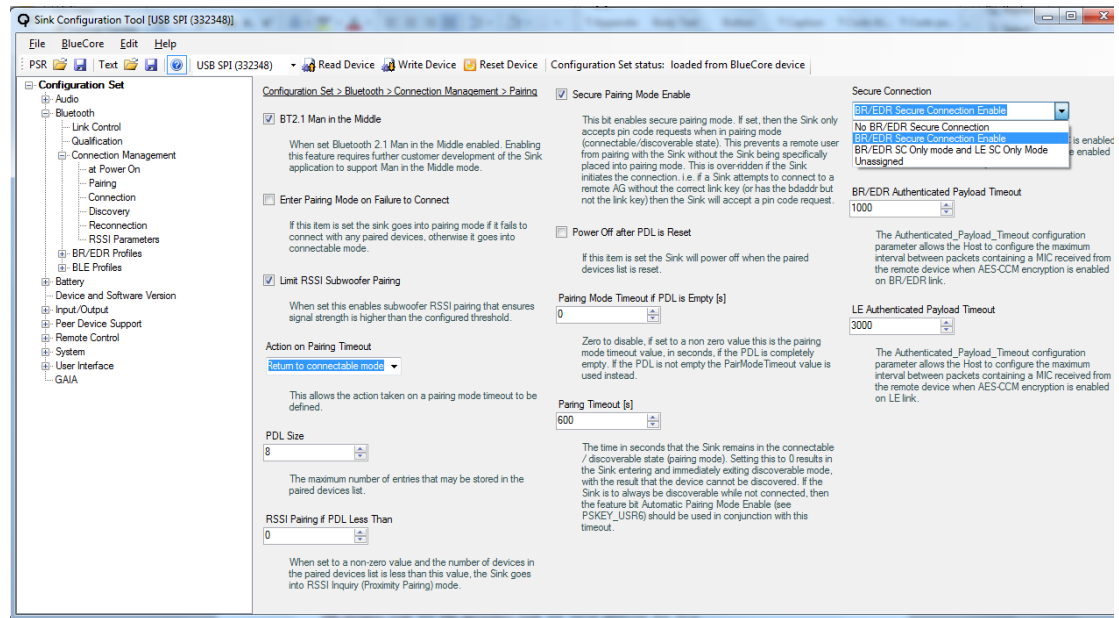 Sink Configuration Tool [USB SPI (332348)]
File BlueCore Edit Help
PSR Text USB SPI (332348) Read Device Write Device Reset Device Configuration Set status: loaded from BlueCore device
Configuration Set
Audio
Bluetooth
Link Control
Qualification
Connection Management
at Power On
Pairing
Connection
Discovery
Reconnection
RSSI Parameters
BR/EDR Profiles
BLE Profiles
Battery
Device and Software Version
Input/Output
Peer Device Support
Remote Control
System
User Interface
GAIA
Configuration Set > Bluetooth > Connection Management > Pairing
BT2.1 Man in the Middle
When set Bluetooth 2.1 Man in the Middle enabled. Enabling
this feature requires further customer development of the Sink
application to support Man in the Middle mode.
Enter Pairing Mode on Failure to Connect
If this item is set the sink goes into pairing mode if it fails to
connect with any paired devices, otherwise it goes into
connectable mode.
Limit RSSI Subwoofer Pairing
When set this enables subwoofer RSSI pairing that ensures
signal strength is higher than the configured threshold.
Action on Pairing Timeout
Return to connectable mode
This allows the action taken on a pairing mode timeout to be
defined.
PDL Size
8
The maximum number of entries that may be stored in the
paired devices list.
RSSI Pairing if PDL Less Than
0
When set to a non-zero value and the number of devices in
the paired devices list is less than this value, the Sink goes
into RSSI Inquiry (Proximity Pairing) mode.
Secure Pairing Mode Enable
This bit enables secure pairing mode. If set, then the Sink only
accepts pin code requests when in pairing mode
(connectable/discoverable state). This prevents a remote user
from pairing with the Sink without the Sink being specifically
placed into pairing mode. This is over-ridden if the Sink
initiates the connection. i.e. if a Sink attempts to connect to a
remote AG without the correct link key (or has the bdaddr but
not the link key) then the Sink will accept a pin code request.
Power Off after PDL is Reset
If this item is set the Sink will power off when the paired
devices list is reset.
Pairing Mode Timeout if PDL is Empty [s]
0
Zero to disable, if set to a non zero value this is the pairing
mode timeout value, in seconds, if the PDL is completely
empty. If the PDL is not empty the PairModeTimeout value is
used instead.
Paring Timeout [s]
600
The time in seconds that the Sink remains in the connectable
/ discoverable state (pairing mode). Setting this to 0 results in
the Sink entering and immediately exiting discoverable mode,
with the result that the device cannot be discovered. If the
Sink is to always be discoverable while not connected, then
the feature bit Automatic Pairing Mode Enable (see
PSKEY_USR6) should be used in conjunction with this
timeout.
Secure Connection
BR/EDR Secure Connection Enable
No BR/EDR Secure Connection
BR/EDR Secure Connection Enable
BR/EDR SC Only mode and LE SC Only Mode
Unassigned
is enabled
enabled
BR/EDR Authenticated Payload Timeout
1000
The Authenticated_Payload_Timeout configuration
parameter allows the Host to configure the maximum
interval between packets containing a MIC received from
the remote device when AES-CCM encryption is enabled
on BR/EDR link.
LE Authenticated Payload Timeout
3000
The Authenticated_Payload_Timeout configuration
parameter allows the Host to configure the maximum
interval between packets containing a MIC received from
the remote device when AES-CCM encryption is enabled
on LE link.